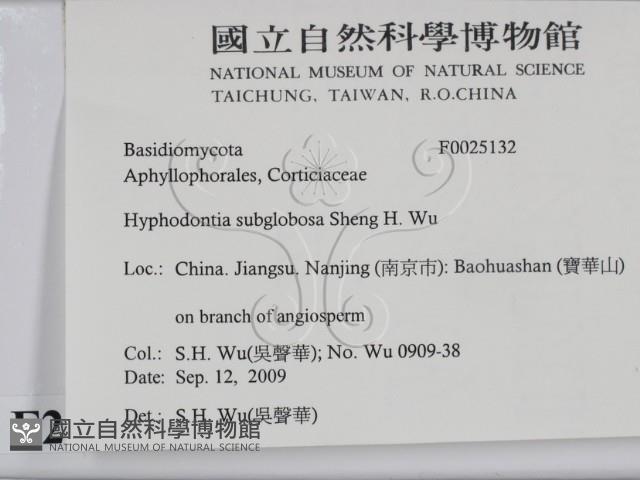 國立自然科學博物館
NATIONAL MUSEUM OF NATURAL SCIENCE
TAICHUNG, TAIWAN, R.O.CHINA
Basidiomycota F0025132
Aphyllophorales, Corticiaceae
Hyphodontia subglobosa Sheng H. Wu
Loc.: China. Jiangsu. Nanjing (南京市): Baohuashan (寶華山)
on branch of angiosperm
Col.: S.H. Wu(吳聲華); No. Wu 0909-38
Date: Sep. 12, 2009
Det.: S.H. Wu(吳聲華)
國立自然科學博物館
NATIONAL MUSEUM OF NATURAL SCIENCE